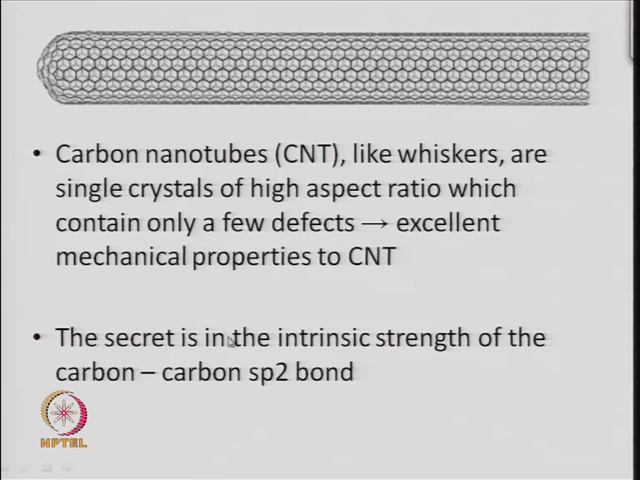 • Carbon nanotubes (CNT), like whiskers, are
single crystals of high aspect ratio which
contain only a few defects → excellent
mechanical properties to CNT
• The secret is in the intrinsic strength of the
carbon – carbon sp2 bond
NPTEL